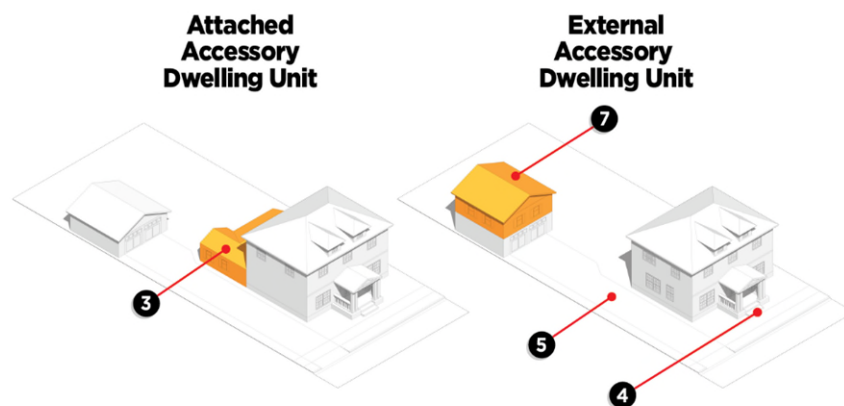 Attached
Accessory
Dwelling Unit
External
Accessory
Dwelling Unit
7
3
5
4